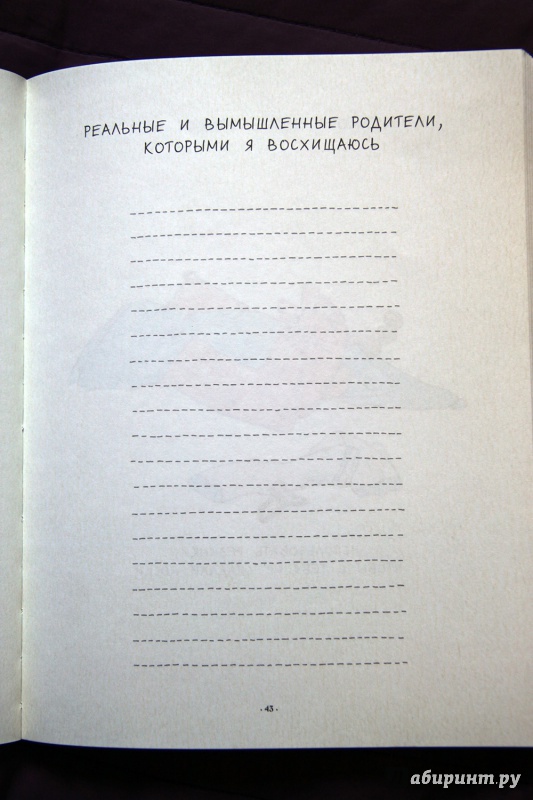 РЕАЛЬНЫЕ И ВЫМЫШЛЕННЫЕ РОДИТЕЛИ,
КОТОРЫМИ Я ВОСХИЩАЮСЬ
· 43 ·
абиринт.ру